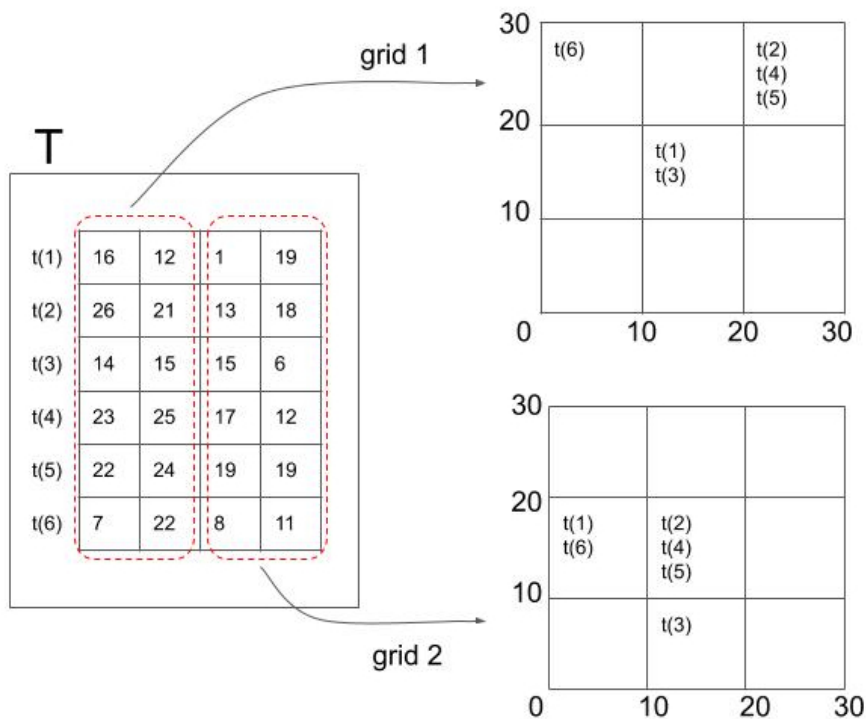 grid 1
T
t(1) 16 12 1 19
t(2) 26 21 13 18
t(3) 14 15 15 6
t(4) 23 25 17 12
t(5) 22 24 19 19
t(6) 7 22 8 11
grid 2
30
t(6) t(2)
t(4)
t(5)
20
t(1)
t(3)
10
0 10 20 30
30
20
t(1) t(2)
t(6) t(4)
t(5)
10
t(3)
0 10 20 30